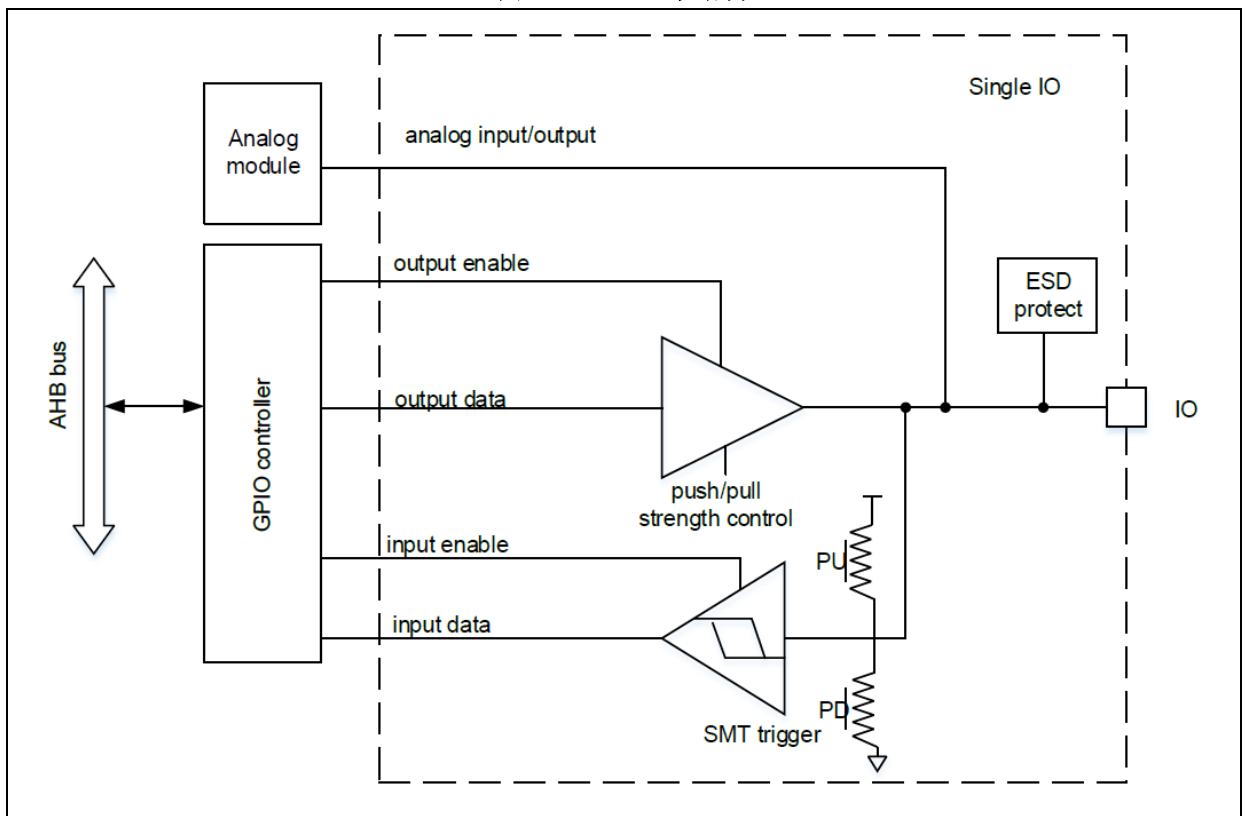 Single IO
Analog
module
analog input/output
output enable
ESD
protect
AHB bus
GPIO controller
output data
IO
push/pull
strength control
input enable
PU
input data
PD
SMT trigger